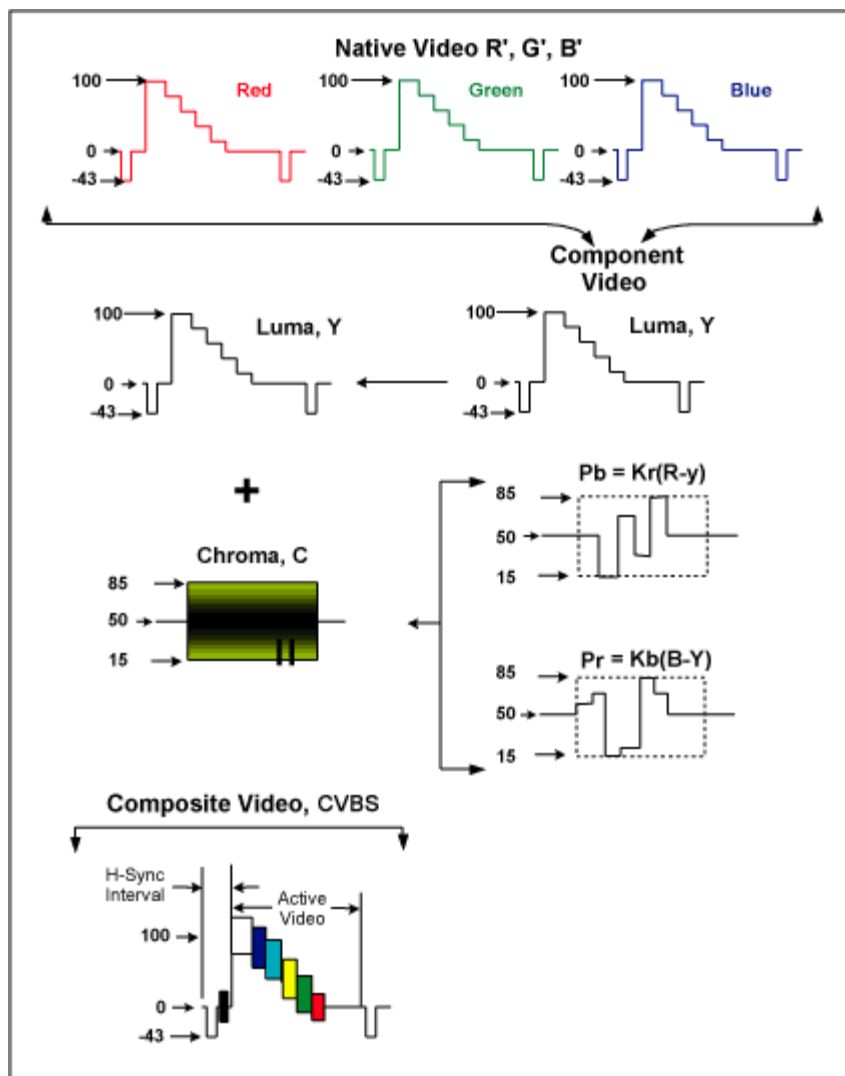 Native Video R', G', B'
100
Red
0
-43
100
Green
0
-43
100
Blue
0
-43
Component
Video
100
Luma, Y
0
-43
100
Luma, Y
0
-43
+
Chroma, C
85
50
15
Pb = Kr(R-y)
85
50
15
Pr = Kb(B-Y)
85
50
15
Composite Video, CVBS
H-Sync
Interval
Active
Video
100
0
-43